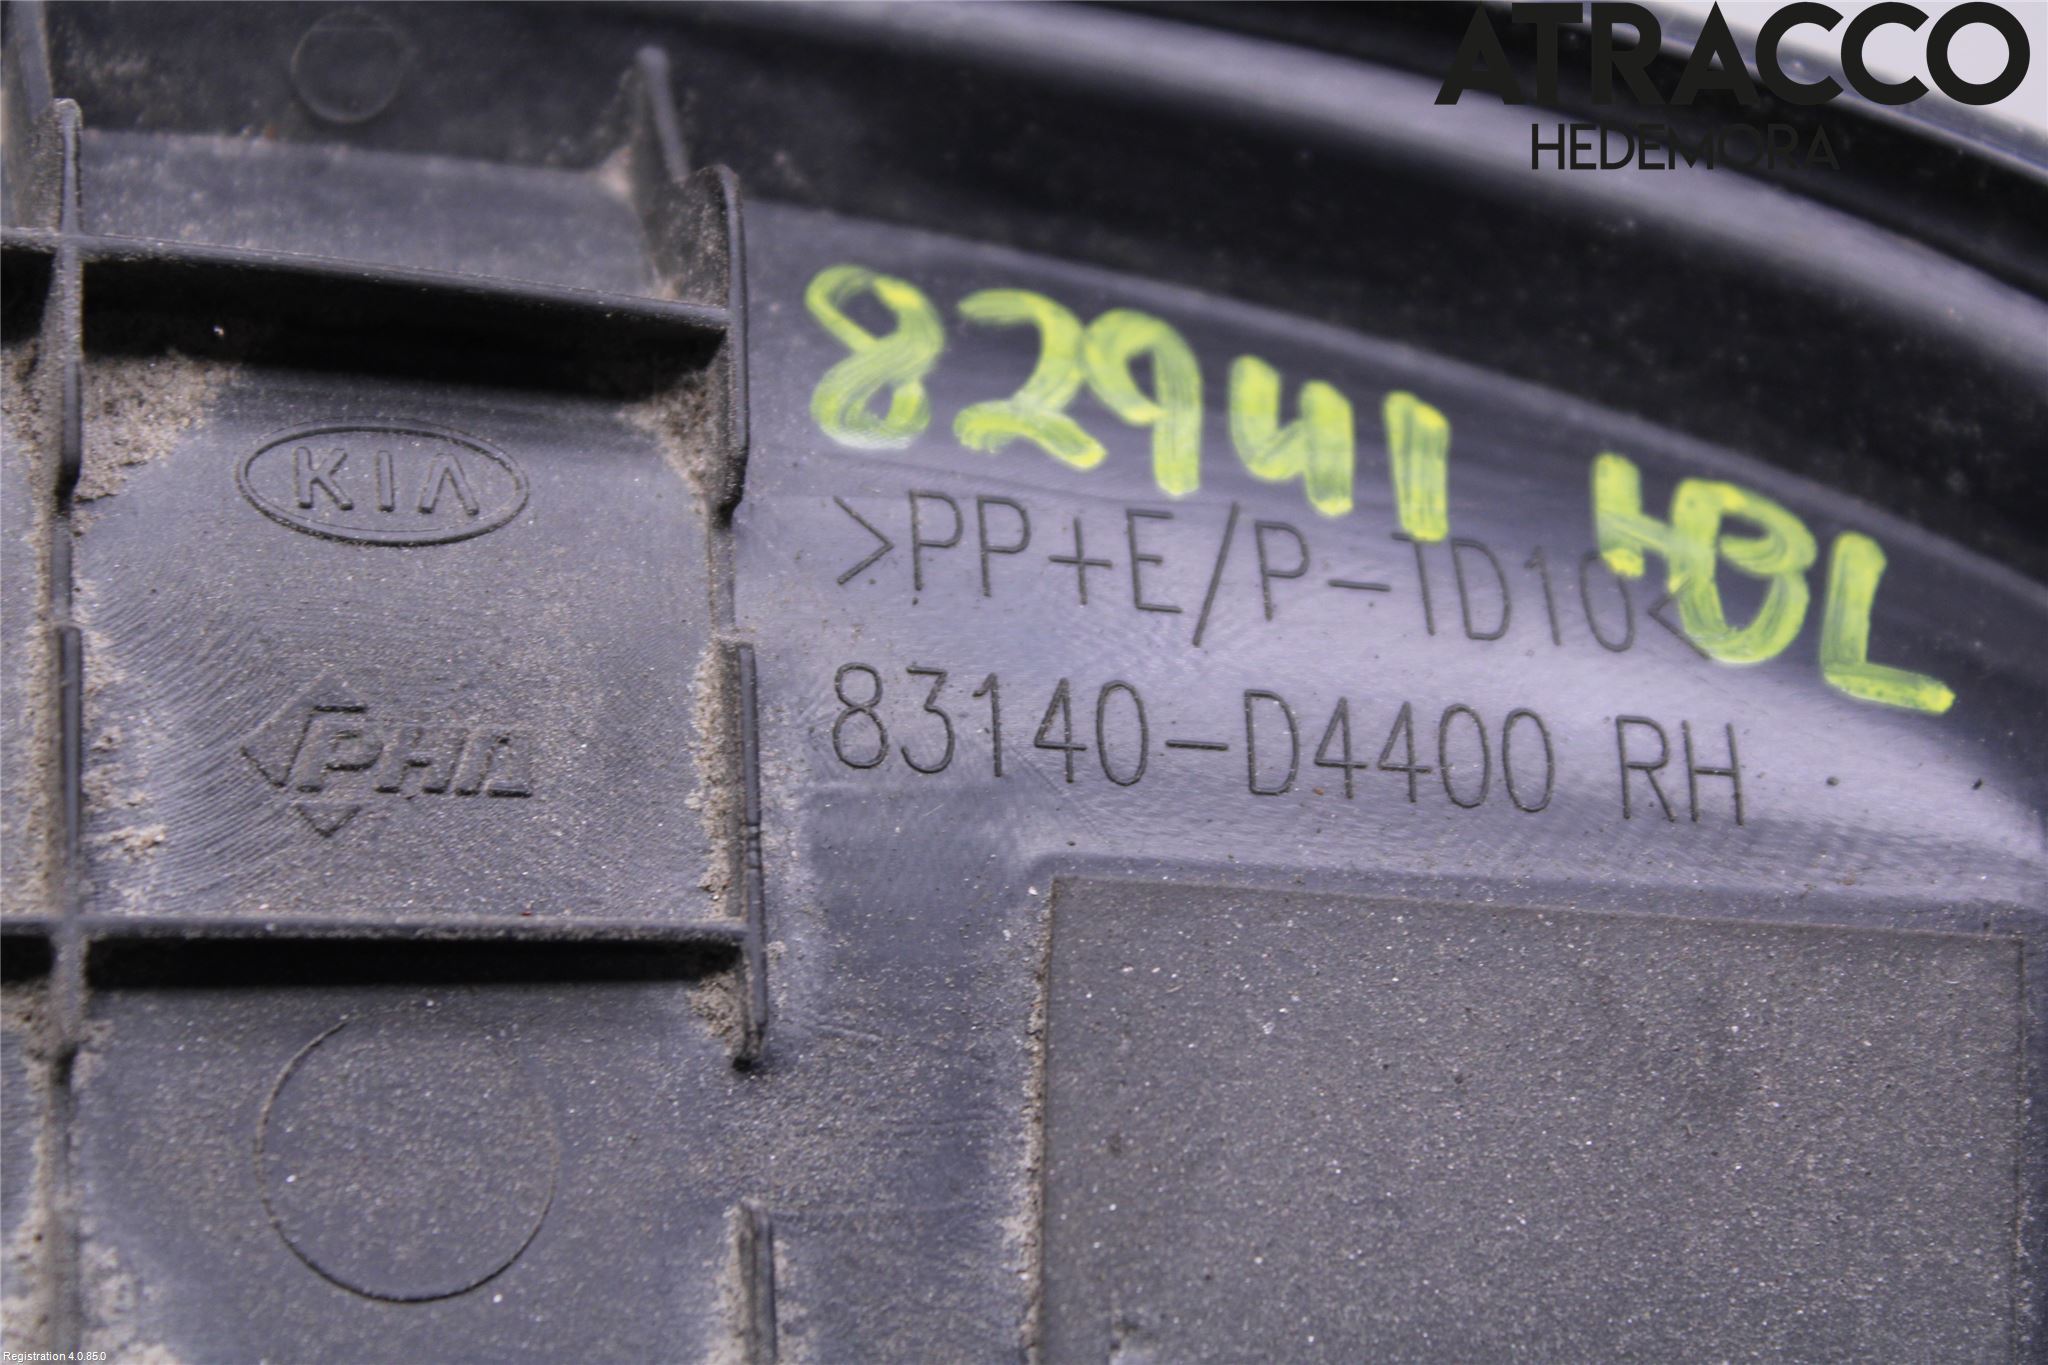 ATRACCO
HEDEMORA
82941 HBL
>PP+E/P-TD10<
83140-D4400 RH
KIA
PHA
Registration 4.0.85.0